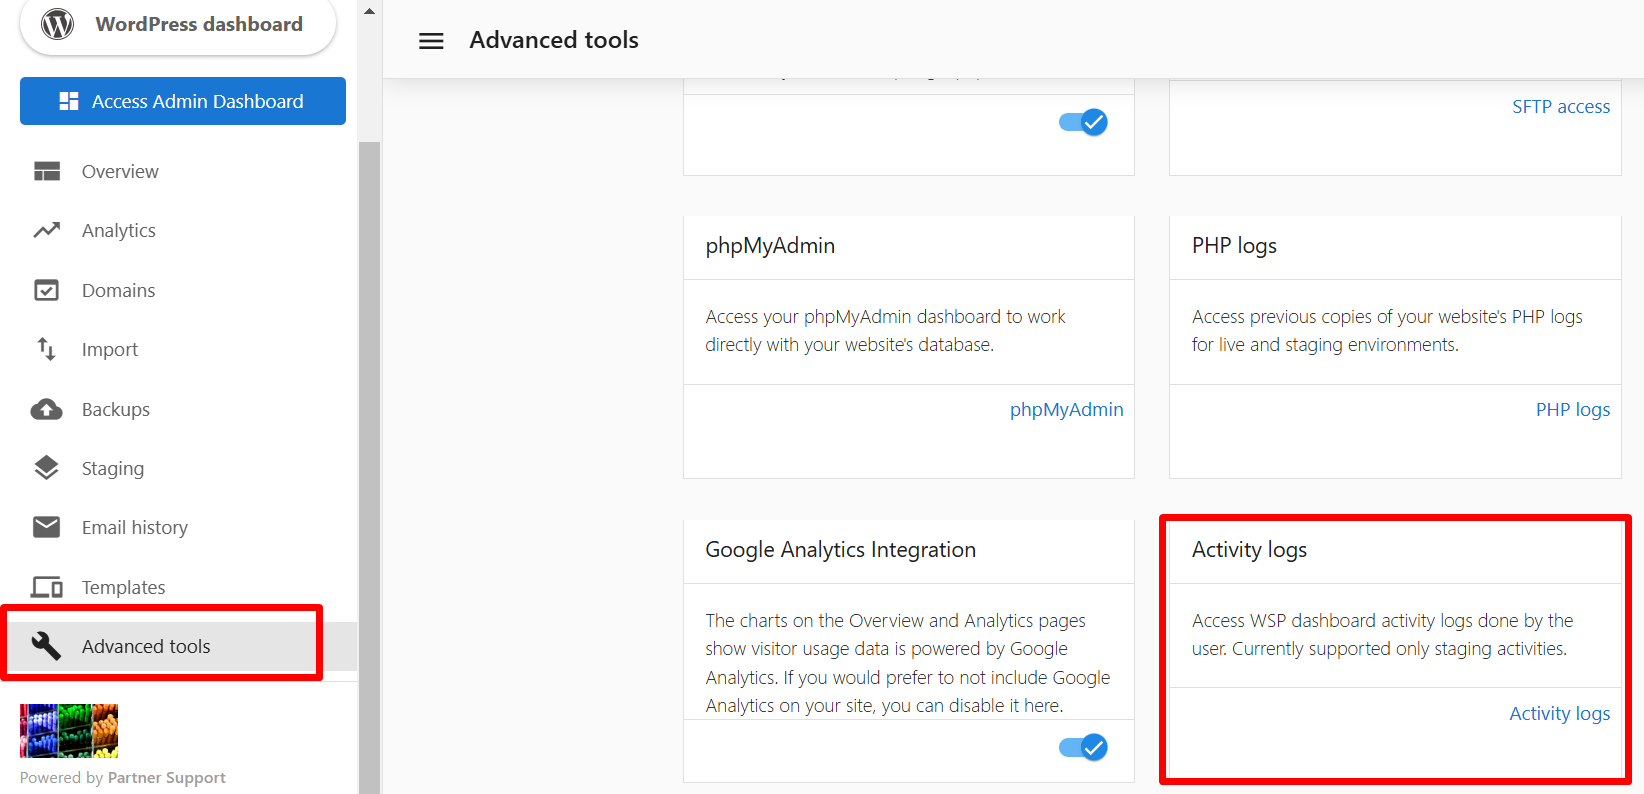 WordPress dashboard
Access Admin Dashboard
Overview
Analytics
Domains
Import
Backups
Staging
Email history
Templates
Advanced tools
Powered by Partner Support
Advanced tools
SFTP access
phpMyAdmin
Access your phpMyAdmin dashboard to work
directly with your website's database.
phpMyAdmin
PHP logs
Access previous copies of your website's PHP logs
for live and staging environments.
PHP logs
Google Analytics Integration
The charts on the Overview and Analytics pages
show visitor usage data is powered by Google
Analytics. If you would prefer to not include Google
Analytics on your site, you can disable it here.
Activity logs
Access WSP dashboard activity logs done by the
user. Currently supported only staging activities.
Activity logs